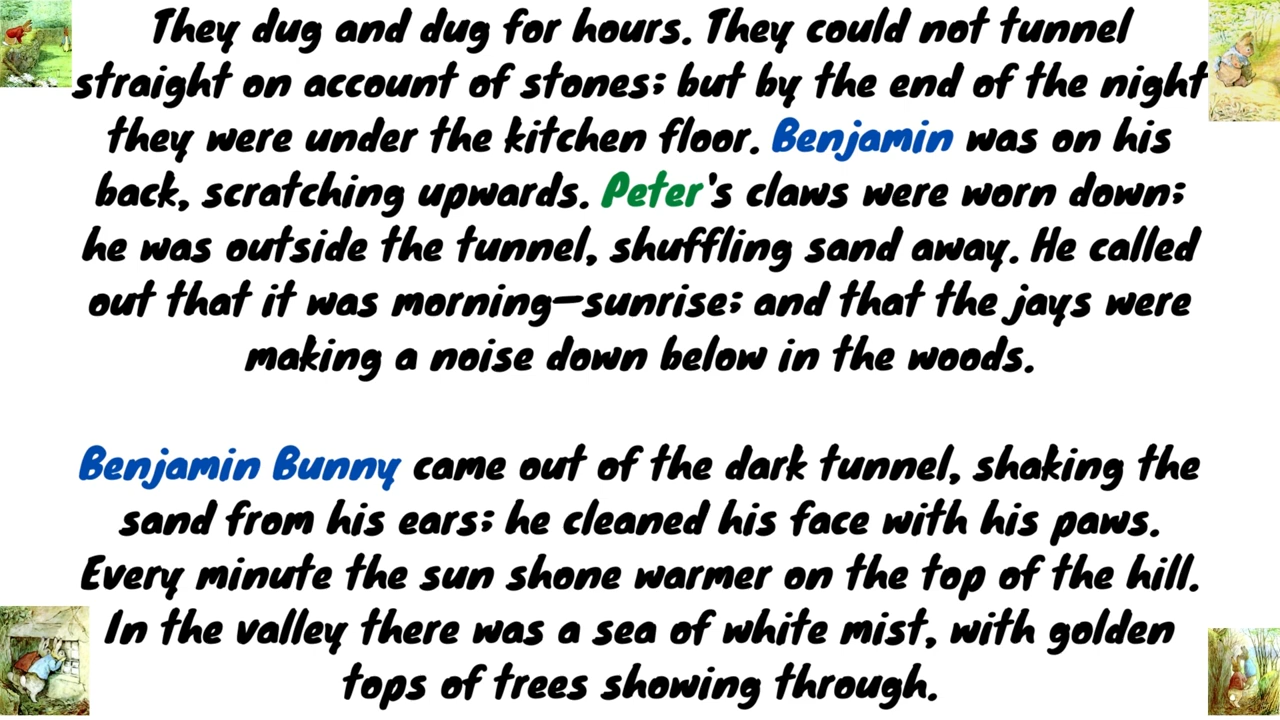 They dug and dug for hours. They could not tunnel
straight on account of stones; but by the end of the night
they were under the kitchen floor. Benjamin was on his
back, scratching upwards. Peter's claws were worn down;
he was outside the tunnel, shuffling sand away. He called
out that it was morning—sunrise; and that the jays were
making a noise down below in the woods.
Benjamin Bunny came out of the dark tunnel, shaking the
sand from his ears; he cleaned his face with his paws.
Every minute the sun shone warmer on the top of the hill.
In the valley there was a sea of white mist, with golden
tops of trees showing through.